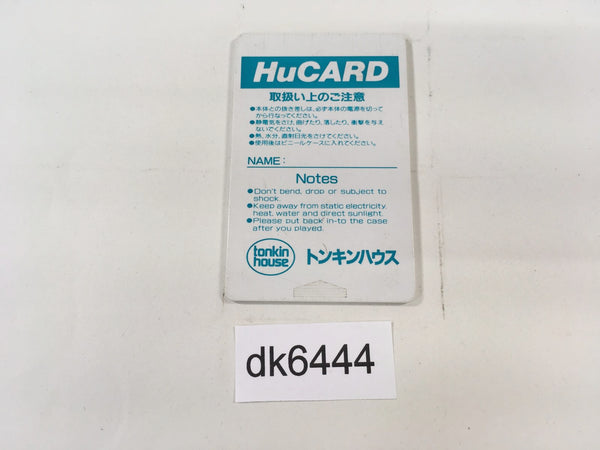 HuCARD
取扱い上のご注意
●本体との抜き差しは、必ず本体の電源を切って
から行なってください。
●静電気をさけ、曲げたり、落したり、衝撃を与え
ないでください。
●熱、水分、直射日光をさけてください。
●使用後はビニールケースに入れてください。
NAME:
Notes
●Don't bend, drop or subject to
shock.
●Keep away from static electricity,
heat, water and direct sunlight.
●Please put back in-to the case
after you played.
tonkin
house
トンキンハウス
dk6444